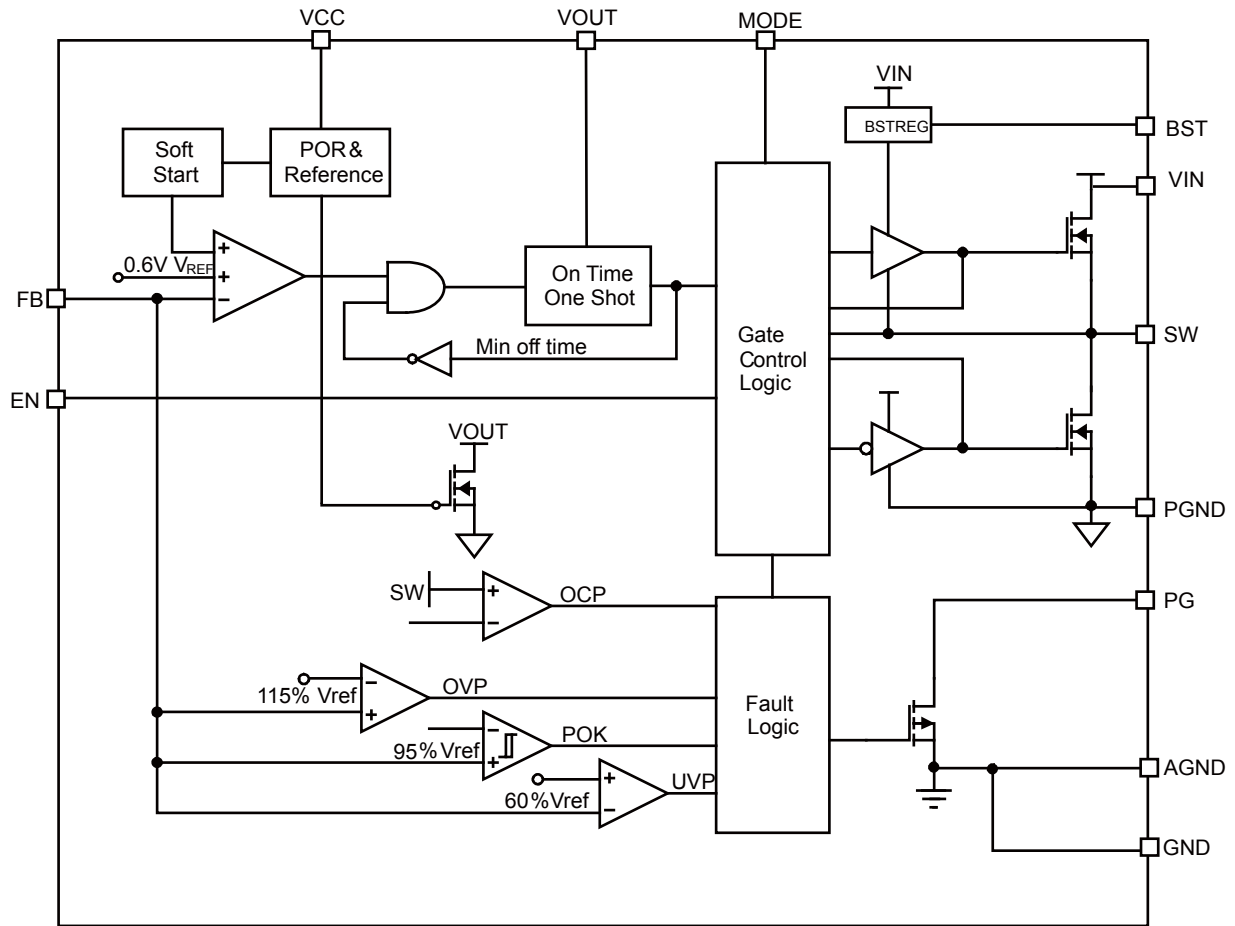 VCC
VOUT
MODE
VIN
BSTREG
BST
Soft
Start
POR&
Reference
VIN
0.6V VREF
+
+
−
On Time
One Shot
FB
Min off time
Gate
Control
Logic
SW
EN
VOUT
PGND
SW
+
−
OCP
PG
115% Vref
−
+
OVP
Fault
Logic
95%Vref
−
+
POK
60%Vref
+
−
UVP
AGND
GND